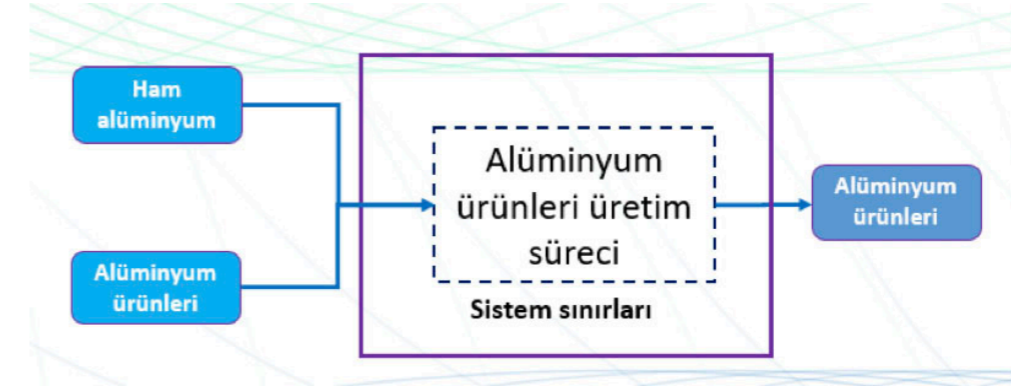 Ham
alüminyum
Alüminyum
ürünleri
Alüminyum
ürünleri üretim
süreci
Sistem sınırları
Alüminyum
ürünleri